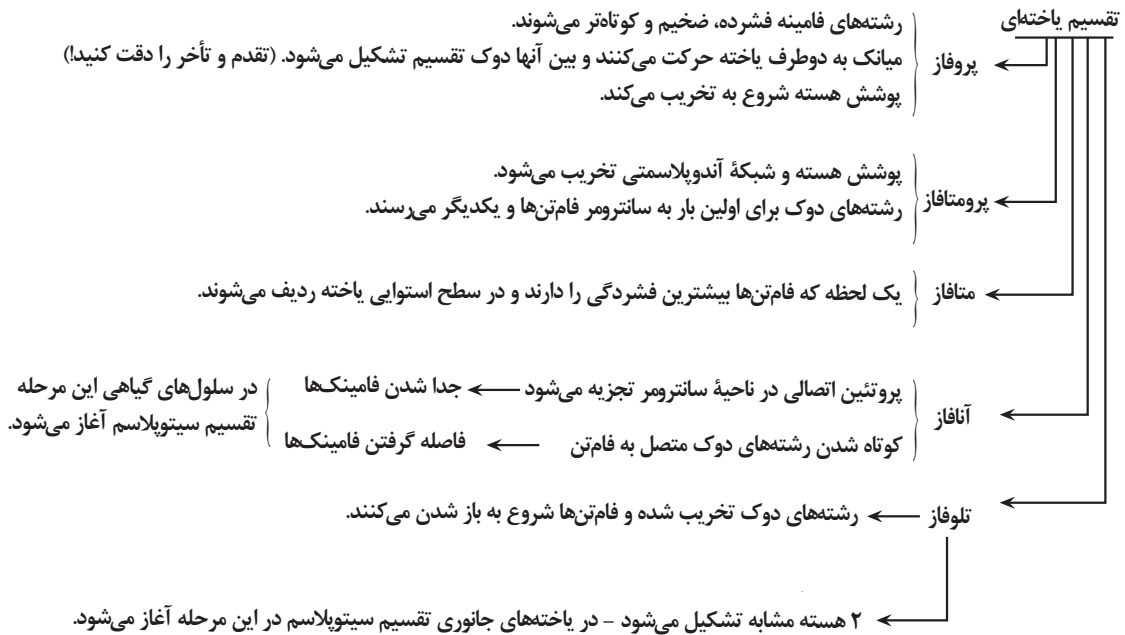 تقسیم یاخته‌ای
پروفاز
رشته‌های فامینه فشرده، ضخیم و کوتاه‌تر می‌شوند.
میانک به دوطرف یاخته حرکت می‌کنند و بین آنها دوک تقسیم تشکیل می‌شود. (تقدم و تأخر را دقت کنید!)
پوشش هسته شروع به تخریب می‌کند.
پرومتافاز
پوشش هسته و شبکهٔ آندوپلاسمتی تخریب می‌شود.
رشته‌های دوک برای اولین بار به سانترومر فام‌تن‌ها و یکدیگر می‌رسند.
متافاز
یک لحظه که فام‌تن‌ها بیشترین فشردگی را دارند و در سطح استوایی یاخته ردیف می‌شوند.
آنافاز
پروتئین اتصالی در ناحیهٔ سانترومر تجزیه می‌شود
جدا شدن فامینک‌ها
کوتاه شدن رشته‌های دوک متصل به فام‌تن
فاصله گرفتن فامینک‌ها
در سلول‌های گیاهی این مرحله
تقسیم سیتوپلاسم آغاز می‌شود.
تلوفاز
رشته‌های دوک تخریب شده و فام‌تن‌ها شروع به باز شدن می‌کنند.
۲ هسته مشابه تشکیل می‌شود – در یاخته‌های جانوری تقسیم سیتوپلاسم در این مرحله آغاز می‌شود.